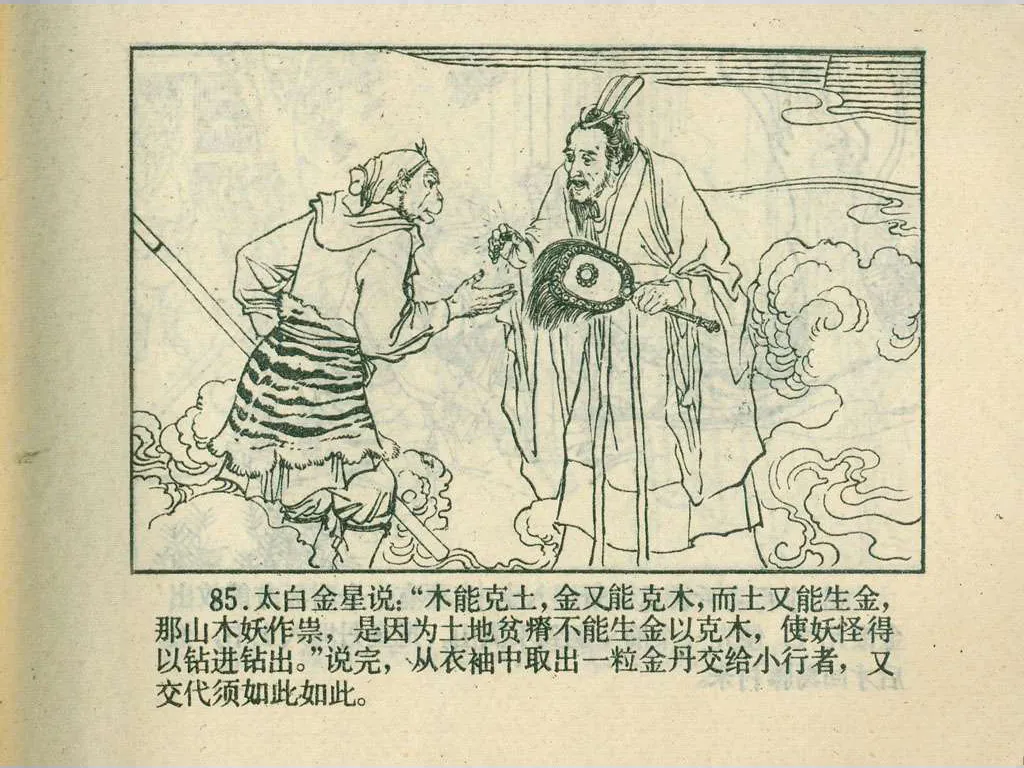 85.太白金星说:“木能克土,金又能克木,而土又能生金,
那山木妖作祟,是因为土地贫瘠不能生金以克木,使妖怪得
以钻进钻出。”说完,从衣袖中取出一粒金丹交给小行者,又
交代须如此如此。